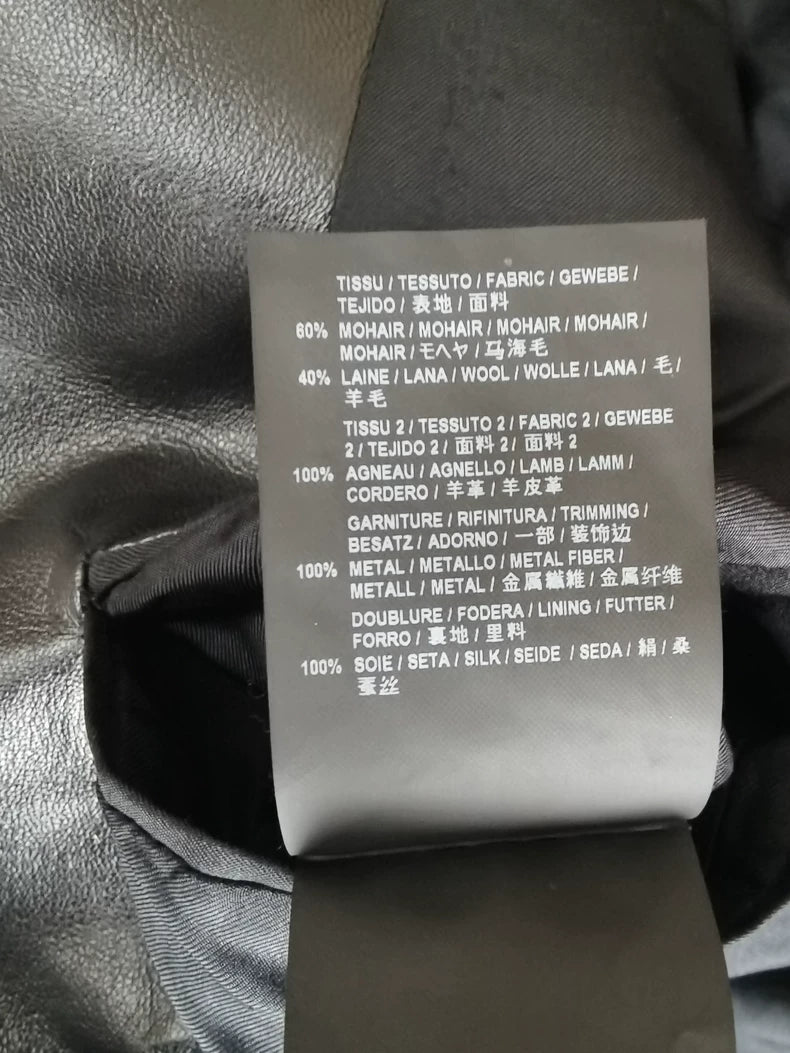 TISSU / TESSUTO / FABRIC / GEWEBE /
TEJIDO / 表地 / 面料
60% MOHAIR / MOHAIR / MOHAIR / MOHAIR /
MOHAIR / モヘヤ / 马海毛
40% LAINE / LANA / WOOL / WOLLE / LANA / 毛 /
羊毛
TISSU 2 / TESSUTO 2 / FABRIC 2 / GEWEBE
2 / TEJIDO 2 / 面料 2 / 面料 2
100% AGNEAU / AGNELLO / LAMB / LAMM /
CORDERO / 羊革 / 羊皮革
GARNITURE / RIFINITURA / TRIMMING /
BESATZ / ADORNO / 一部 / 装饰边
100% METAL / METALLO / METAL FIBER /
METALL / METAL / 金属繊維 / 金属纤维
DOUBLURE / FODERA / LINING / FUTTER /
FORRO / 裏地 / 里料
100% SOIE / SETA / SILK / SEIDE / SEDA / 絹 / 桑
蚕丝